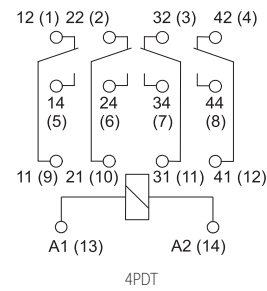 12 (1) 22 (2) 32 (3) 42 (4)
14 24 34 44
(5) (6) (7) (8)
11 (9) 21 (10) 31 (11) 41 (12)
A1 (13) A2 (14)
4PDT